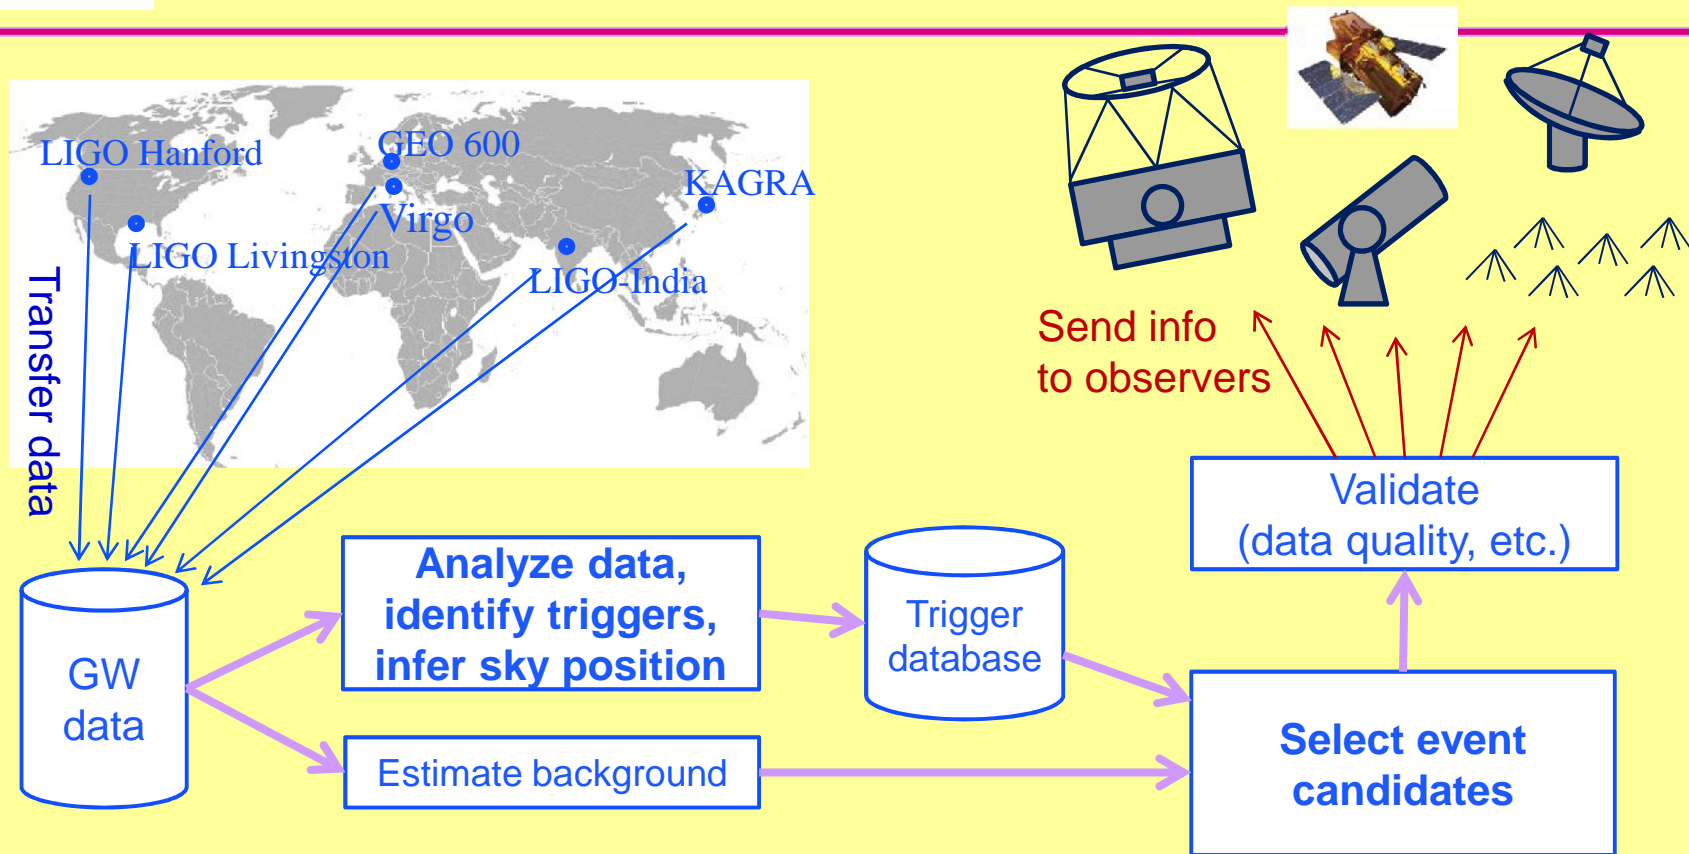 LIGO Hanford
GEO 600
KAGRA
Virgo
LIGO Livingston
LIGO-India
Transfer data
Send info
to observers
Validate
(data quality, etc.)
Analyze data,
identify triggers,
infer sky position
Trigger
database
GW
data
Estimate background
Select event
candidates